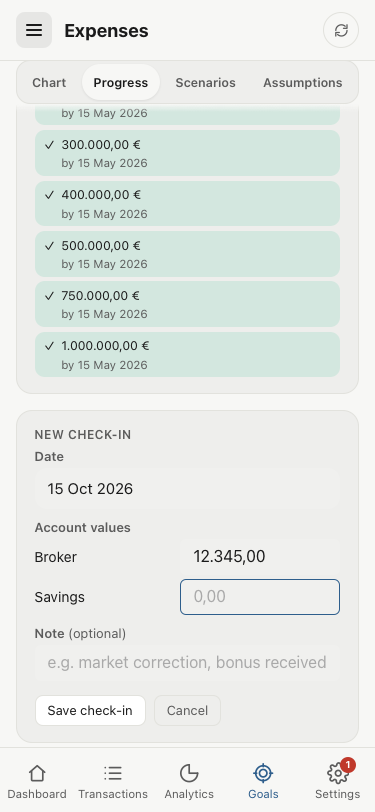 Expenses
Chart Progress Scenarios Assumptions
by 15 May 2026
✓ 300.000,00 €
by 15 May 2026
✓ 400.000,00 €
by 15 May 2026
✓ 500.000,00 €
by 15 May 2026
✓ 750.000,00 €
by 15 May 2026
✓ 1.000.000,00 €
by 15 May 2026
NEW CHECK-IN
Date
15 Oct 2026
Account values
Broker 12.345,00
Savings 0,00
Note (optional)
e.g. market correction, bonus received
Save check-in Cancel
1
Dashboard Transactions Analytics Goals Settings